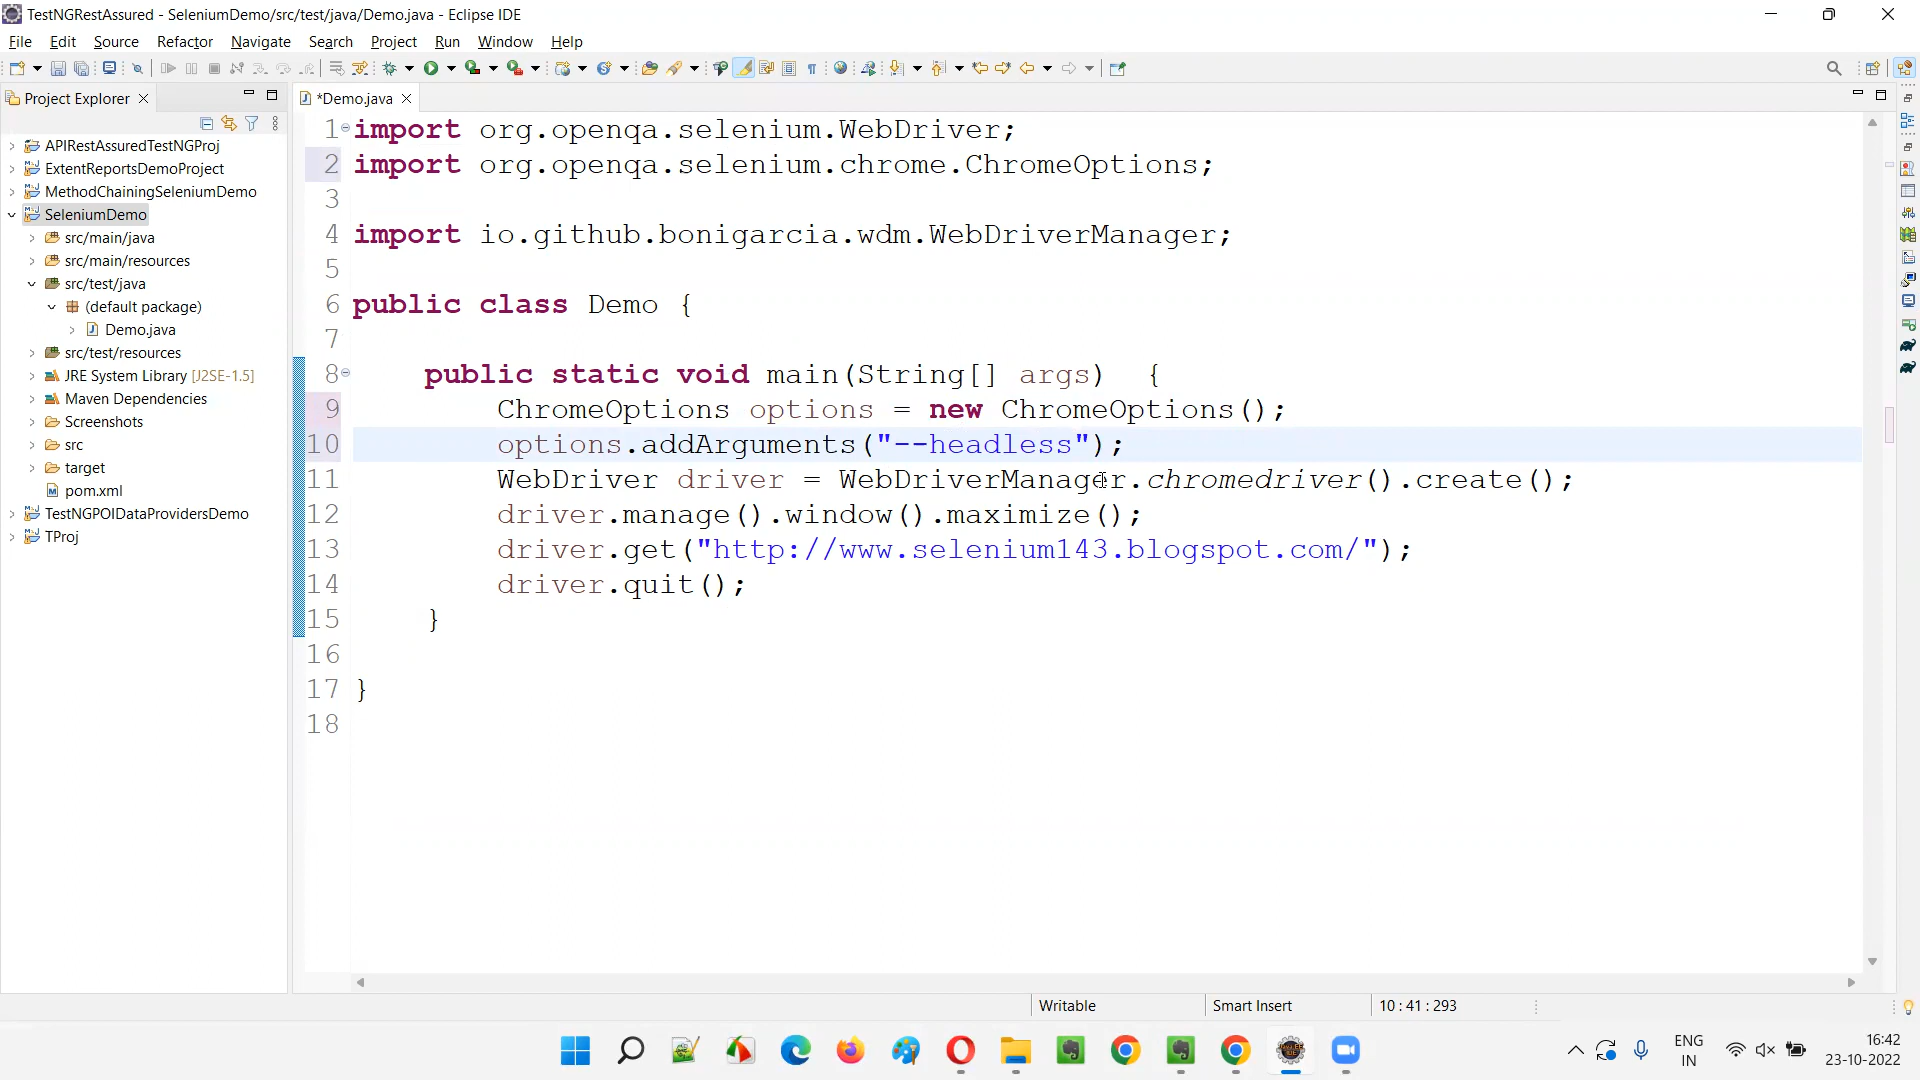 TestNGRestAssured - SeleniumDemo/src/test/java/Demo.java - Eclipse IDE
File Edit Source Refactor Navigate Search Project Run Window Help
Project Explorer
*Demo.java
APIRestAssuredTestNGProj
ExtentReportsDemoProject
MethodChainingSeleniumDemo
SeleniumDemo
src/main/java
src/main/resources
src/test/java
(default package)
Demo.java
src/test/resources
JRE System Library [J2SE-1.5]
Maven Dependencies
Screenshots
src
target
pom.xml
TestNGPOIDataProvidersDemo
TProj
1 import org.openqa.selenium.WebDriver;
2 import org.openqa.selenium.chrome.ChromeOptions;
3
4 import io.github.bonigarcia.wdm.WebDriverManager;
5
6 public class Demo {
7
8 public static void main(String[] args) {
9 ChromeOptions options = new ChromeOptions();
10 options.addArguments("--headless");
11 WebDriver driver = WebDriverManager.chromedriver().create();
12 driver.manage().window().maximize();
13 driver.get("http://www.selenium143.blogspot.com/");
14 driver.quit();
15 }
16
17 }
18
Writable Smart Insert 10 : 41 : 293
ENG
IN
16:42
23-10-2022